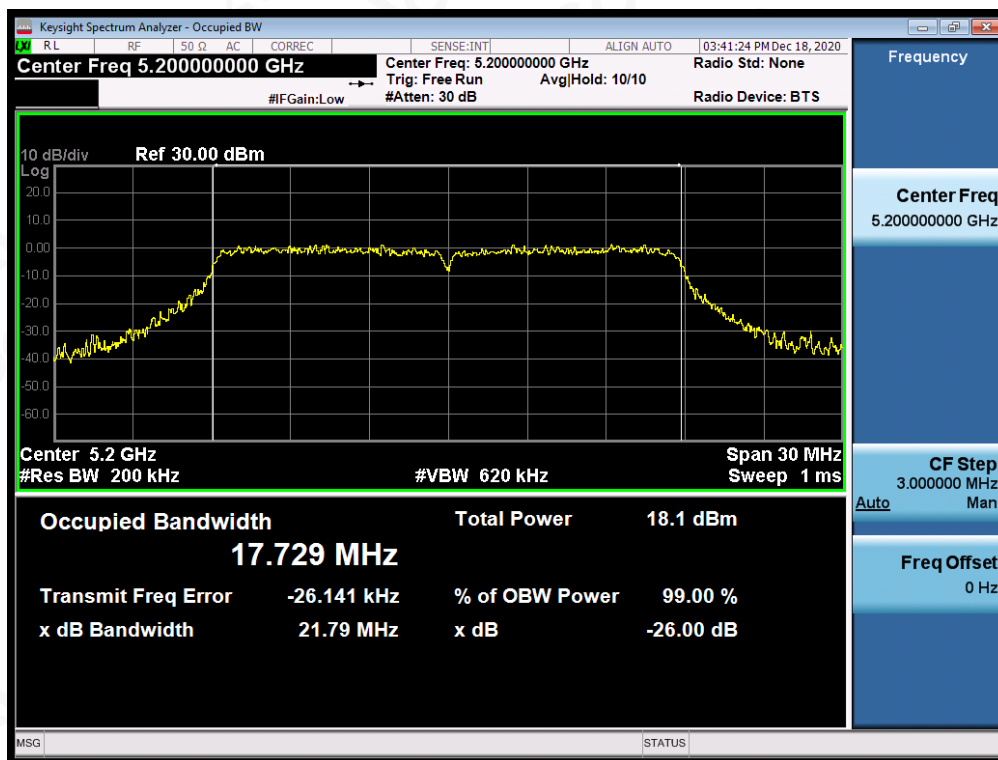 Keysight Spectrum Analyzer - Occupied BW
LXI RL RF 50 Ω AC CORREC SENSE:INT ALIGN AUTO 03:41:24 PM Dec 18, 2020
Center Freq 5.200000000 GHz
Center Freq: 5.200000000 GHz
Radio Std: None
Trig: Free Run Avg|Hold: 10/10
#IFGain:Low
#Atten: 30 dB
Radio Device: BTS
10 dB/div Ref 30.00 dBm
Log
20.0
10.0
0.00
-10.0
-20.0
-30.0
-40.0
-50.0
-60.0
Center 5.2 GHz Span 30 MHz
#Res BW 200 kHz #VBW 620 kHz Sweep 1 ms
Occupied Bandwidth Total Power 18.1 dBm
17.729 MHz
Transmit Freq Error -26.141 kHz % of OBW Power 99.00 %
x dB Bandwidth 21.79 MHz x dB -26.00 dB
Frequency
Center Freq
5.200000000 GHz
CF Step
3.000000 MHz
Auto Man
Freq Offset
0 Hz
MSG STATUS